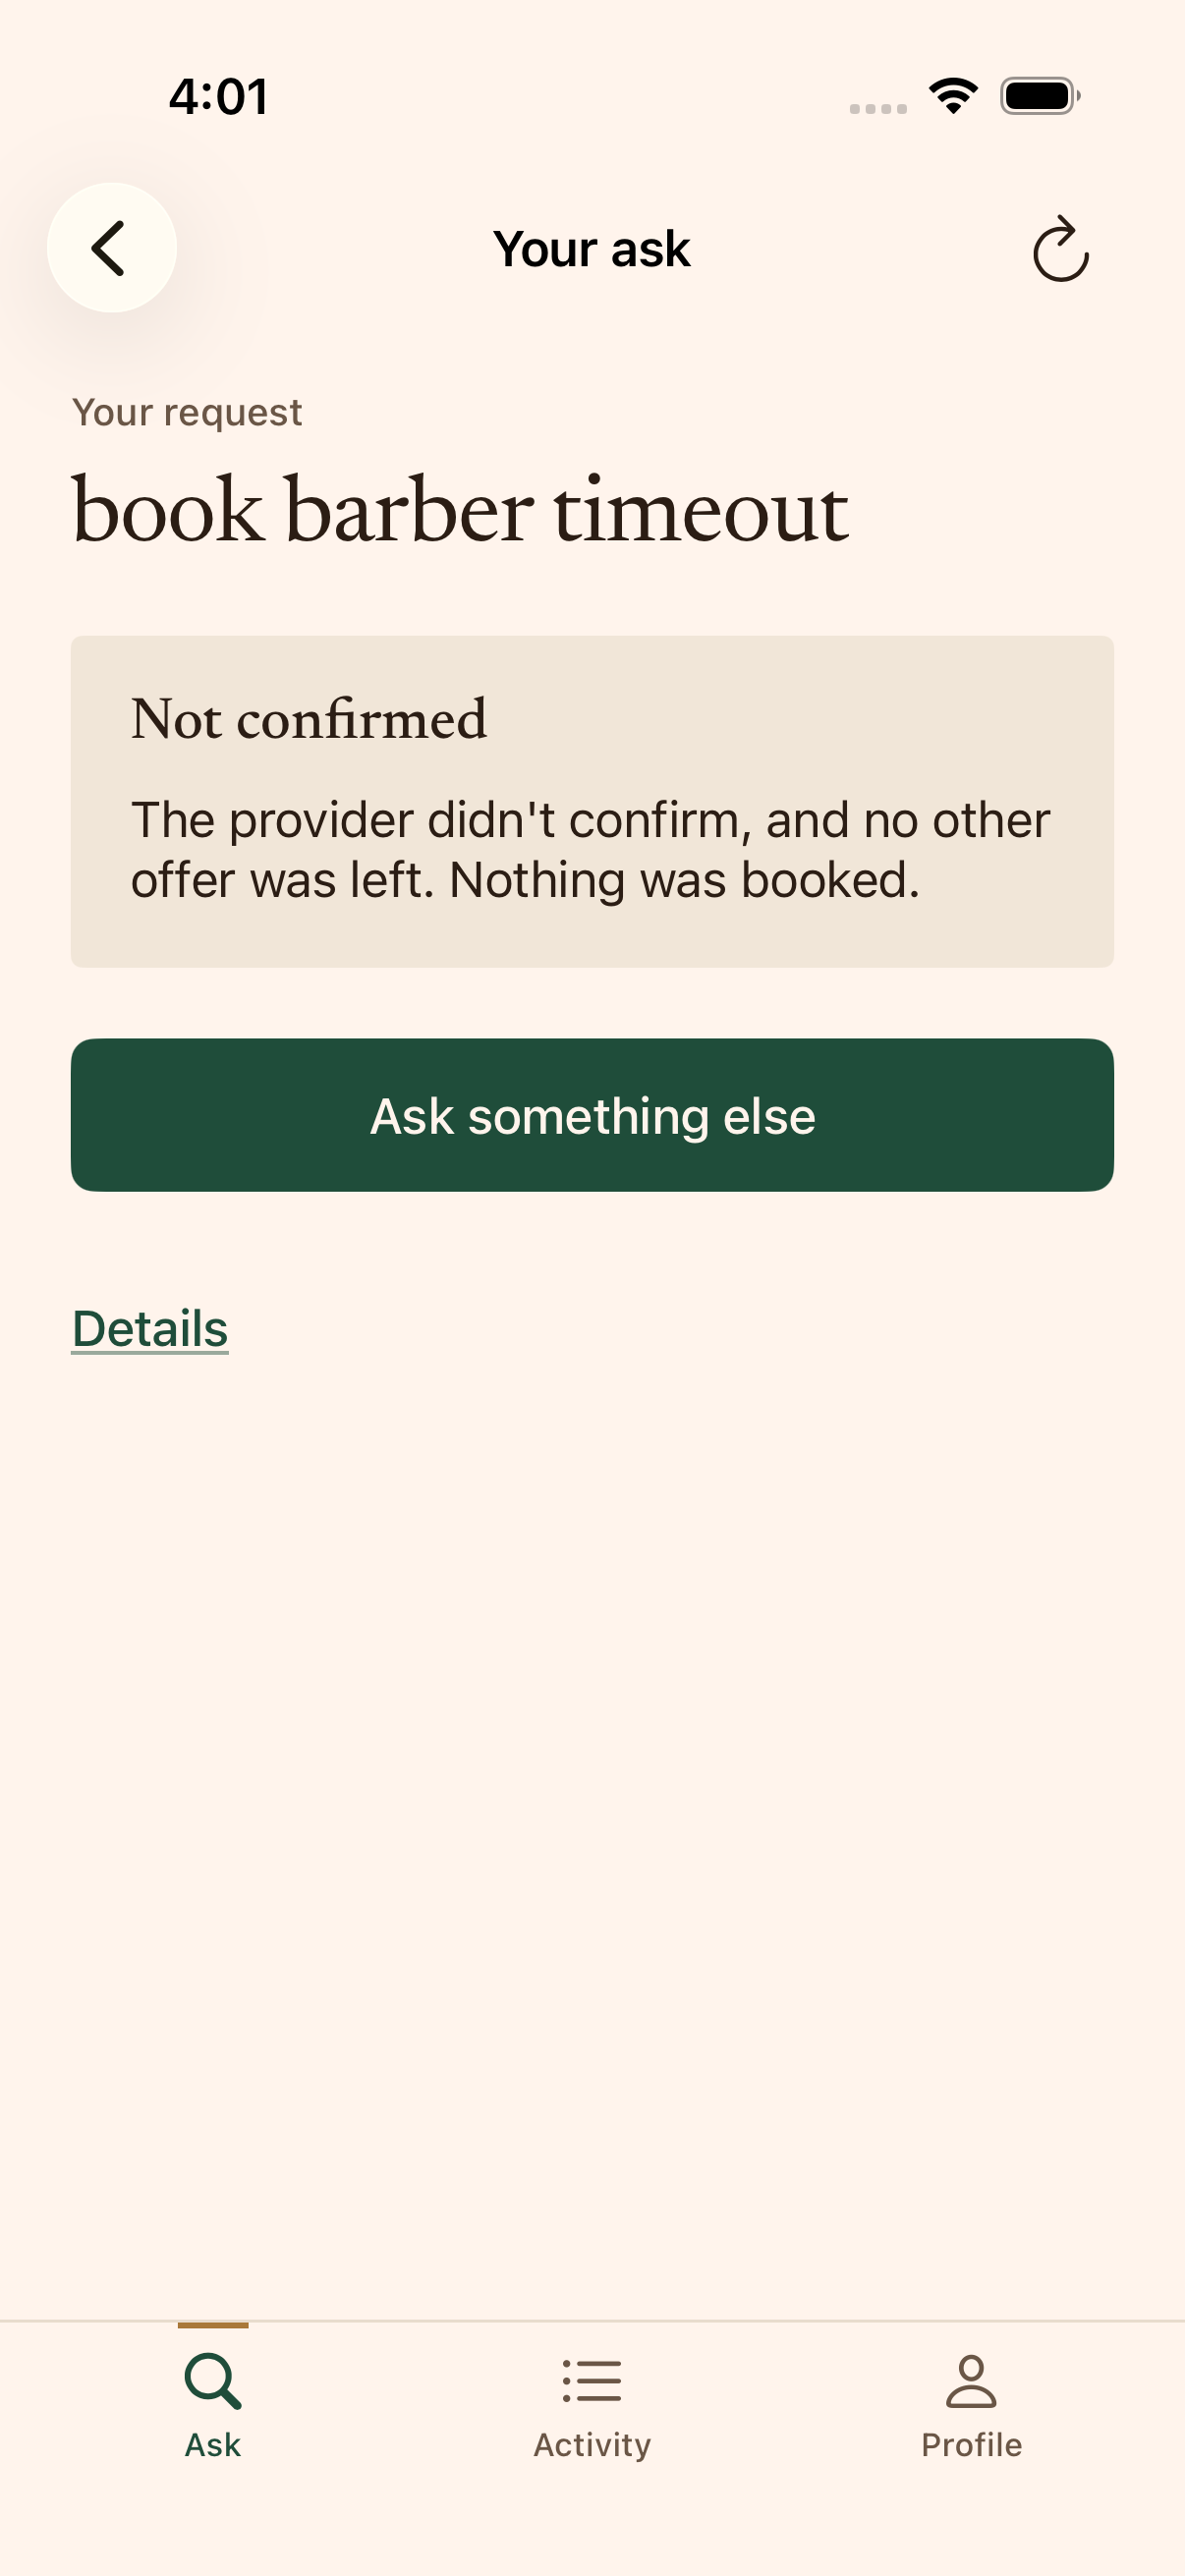 4:01
Your ask
Your request
book barber timeout
Not confirmed
The provider didn't confirm, and no other
offer was left. Nothing was booked.
Ask something else
Details
Ask
Activity
Profile